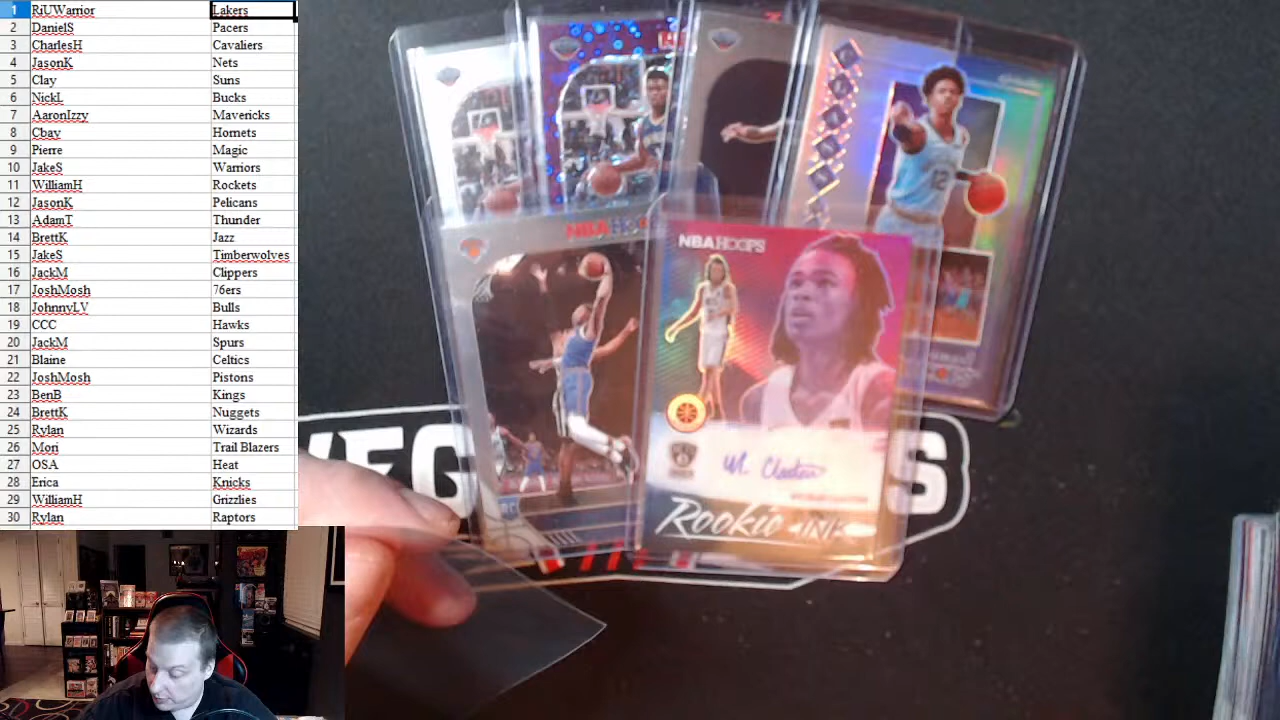 1 RiUWarrior Lakers
2 DanielS Pacers
3 CharlesH Cavaliers
4 JasonK Nets
5 Clay Suns
6 NickL Bucks
7 AaronIzzy Mavericks
8 Cbay Hornets
9 Pierre Magic
10 JakeS Warriors
11 WilliamH Rockets
12 JasonK Pelicans
13 AdamT Thunder
14 BrettK Jazz
15 JakeS Timberwolves
16 JackM Clippers
17 JoshMosh 76ers
18 JohnnyLV Bulls
19 CCC Hawks
20 JackM Spurs
21 Blaine Celtics
22 JoshMosh Pistons
23 BenB Kings
24 BrettK Nuggets
25 Rylan Wizards
26 Mori Trail Blazers
27 OSA Heat
28 Erica Knicks
29 WilliamH Grizzlies
30 Rylan Raptors
NBA HOOPS
12
Rookie INK